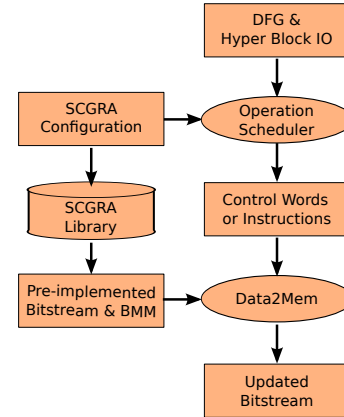 DFG &
Hyper Block IO
SCGRA
Configuration
Operation
Scheduler
SCGRA
Library
Control Words
or Instructions
Pre-implemented
Bitstream & BMM
Data2Mem
Updated
Bitstream